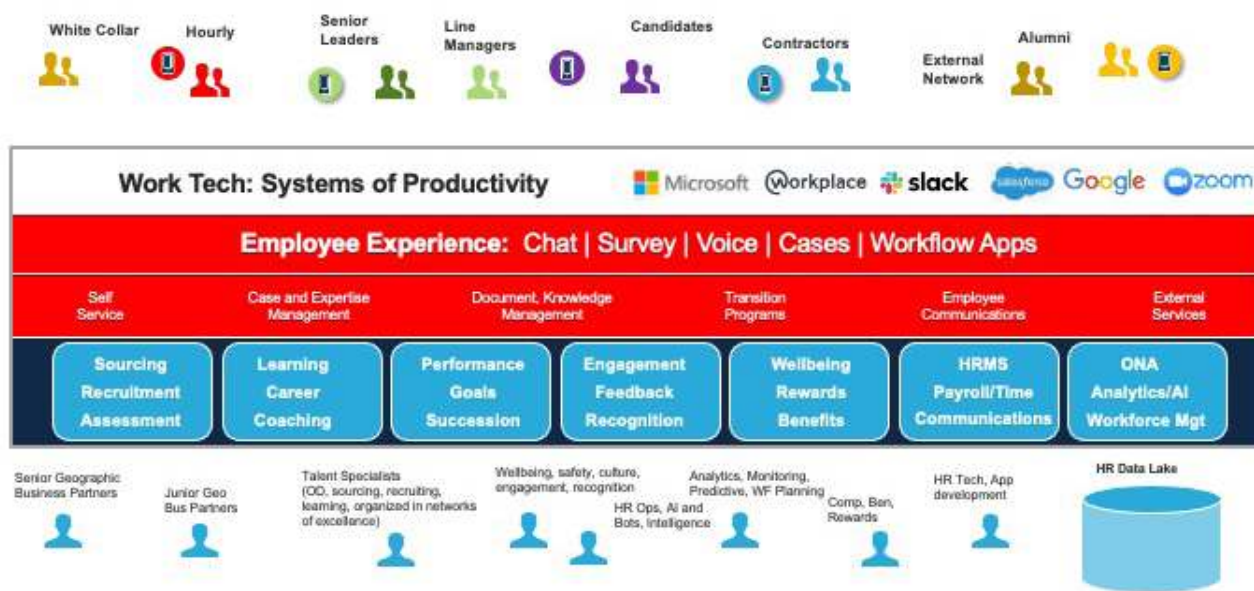 White Collar
Hourly
Senior
Leaders
Line
Managers
Candidates
Contractors
External
Network
Alumni
Work Tech: Systems of Productivity
Microsoft
Workplace
slack
salesforce
Google
zoom
Employee Experience: Chat | Survey | Voice | Cases | Workflow Apps
Self
Service
Case and Expertise
Management
Document, Knowledge
Management
Transition
Programs
Employee
Communications
External
Services
Sourcing
Recruitment
Assessment
Learning
Career
Coaching
Performance
Goals
Succession
Engagement
Feedback
Recognition
Wellbeing
Rewards
Benefits
HRMS
Payroll/Time
Communications
ONA
Analytics/AI
Workforce Mgt
Senior Geographic
Business Partners
Junior Geo
Bus Partners
Talent Specialists
(OD, sourcing, recruiting,
learning, organized in networks
of excellence)
Wellbeing, safety, culture,
engagement, recognition
HR Ops, AI and
Bots, Intelligence
Analytics, Monitoring,
Predictive, WF Planning
Comp, Ben,
Rewards
HR Tech, App
development
HR Data Lake